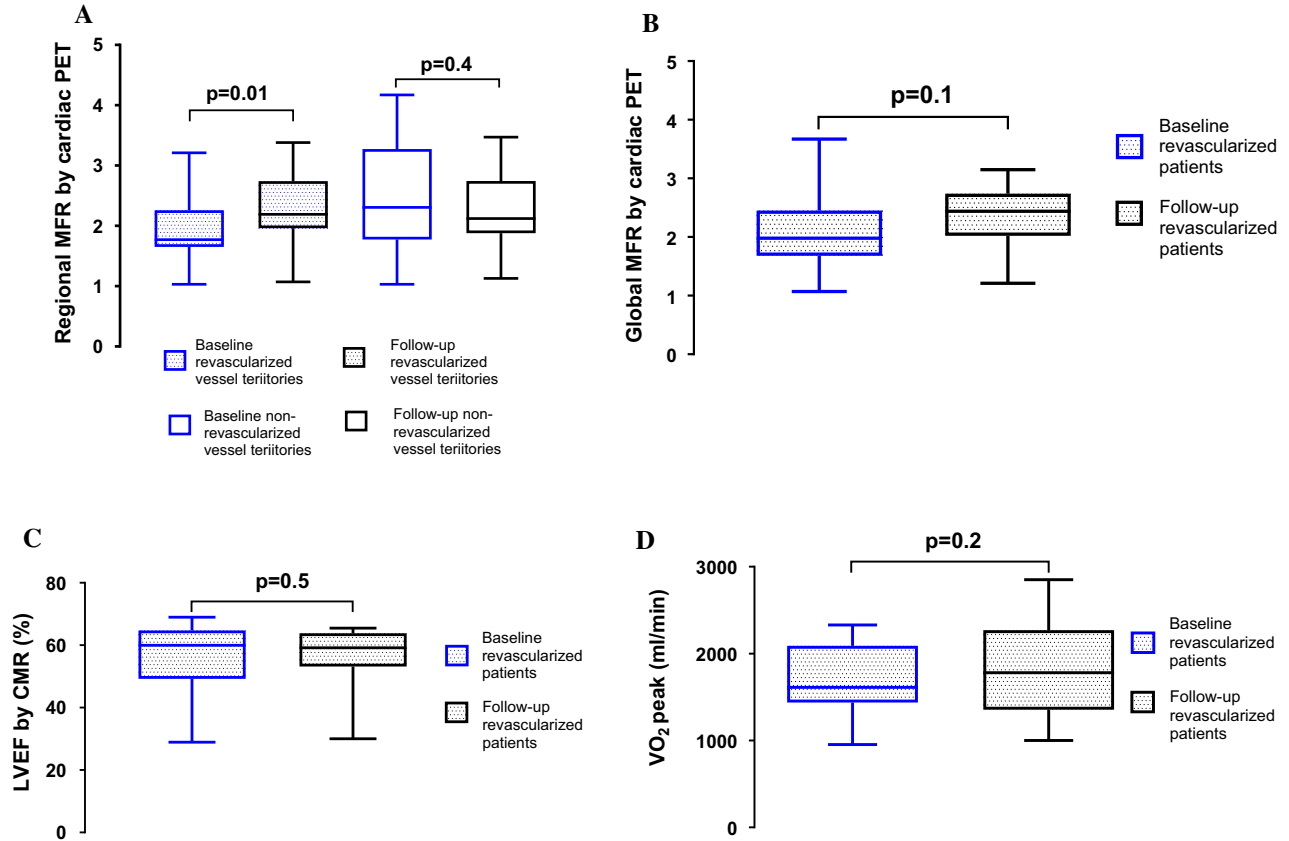 A
Regional MFR by cardiac PET
5
4
3
2
1
0
p=0.01
p=0.4
Baseline
revascularized
vessel teriitories
Follow-up
revascularized
vessel teriitories
Baseline non-
revascularized
vessel teriitories
Follow-up non-
revascularized
vessel teriitories
B
Global MFR by cardiac PET
5
4
3
2
1
0
p=0.1
Baseline
revascularized
patients
Follow-up
revascularized
patients
C
LVEF by CMR (%)
80
60
40
20
0
p=0.5
Baseline
revascularized
patients
Follow-up
revascularized
patients
D
VO₂ peak (ml/min)
3000
2000
1000
0
p=0.2
Baseline
revascularized
patients
Follow-up
revascularized
patients